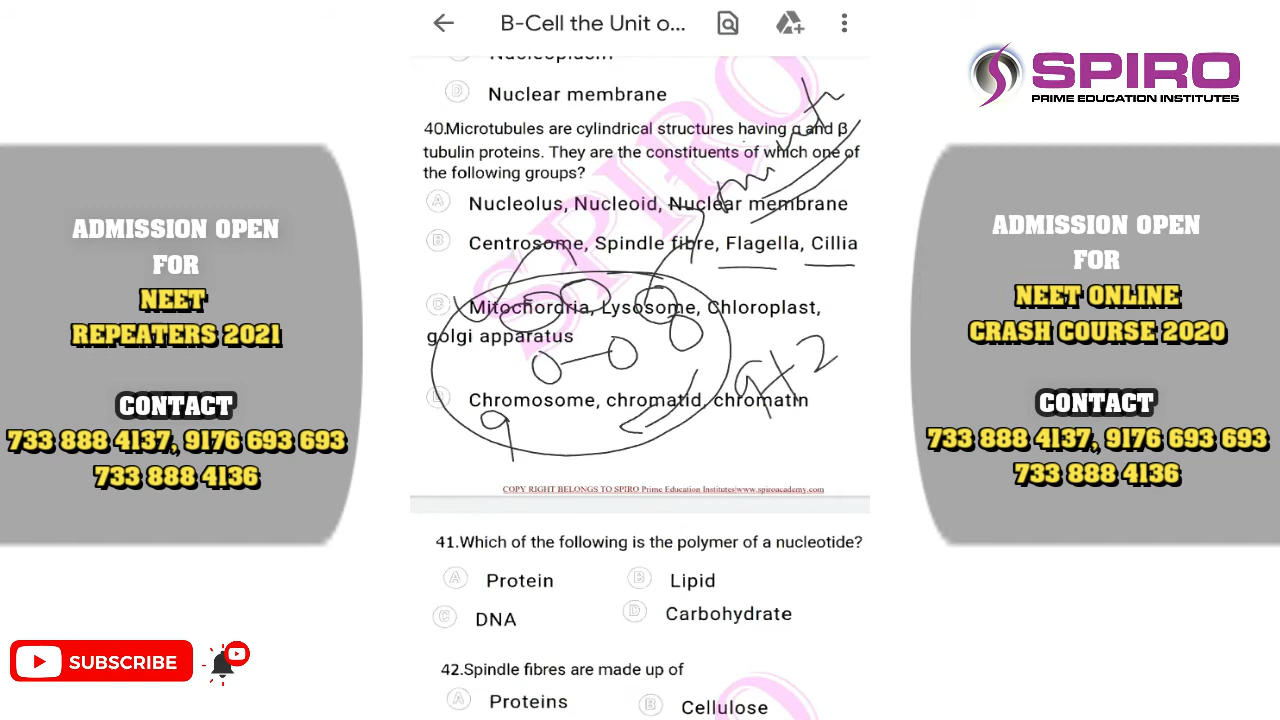 B-Cell the Unit o...
D Nuclear membrane
40.Microtubules are cylindrical structures having α and β
tubulin proteins. They are the constituents of which one of
the following groups?
A Nucleolus, Nucleoid, Nuclear membrane
B Centrosome, Spindle fibre, Flagella, Cillia
C Mitochordria, Lysosome, Chloroplast,
golgi apparatus
D Chromosome, chromatid, chromatin
9+2
9
COPY RIGHT BELONGS TO SPIRO Prime Education Institutes|www.spiroacademy.com
41.Which of the following is the polymer of a nucleotide?
A Protein B Lipid
C DNA D Carbohydrate
42.Spindle fibres are made up of
A Proteins B Cellulose
SPIRO
ADMISSION OPEN
FOR
NEET
REPEATERS 2021
CONTACT
733 888 4137, 9176 693 693
733 888 4136
SUBSCRIBE
SPIRO
PRIME EDUCATION INSTITUTES
ADMISSION OPEN
FOR
NEET ONLINE
CRASH COURSE 2020
CONTACT
733 888 4137, 9176 693 693
733 888 4136